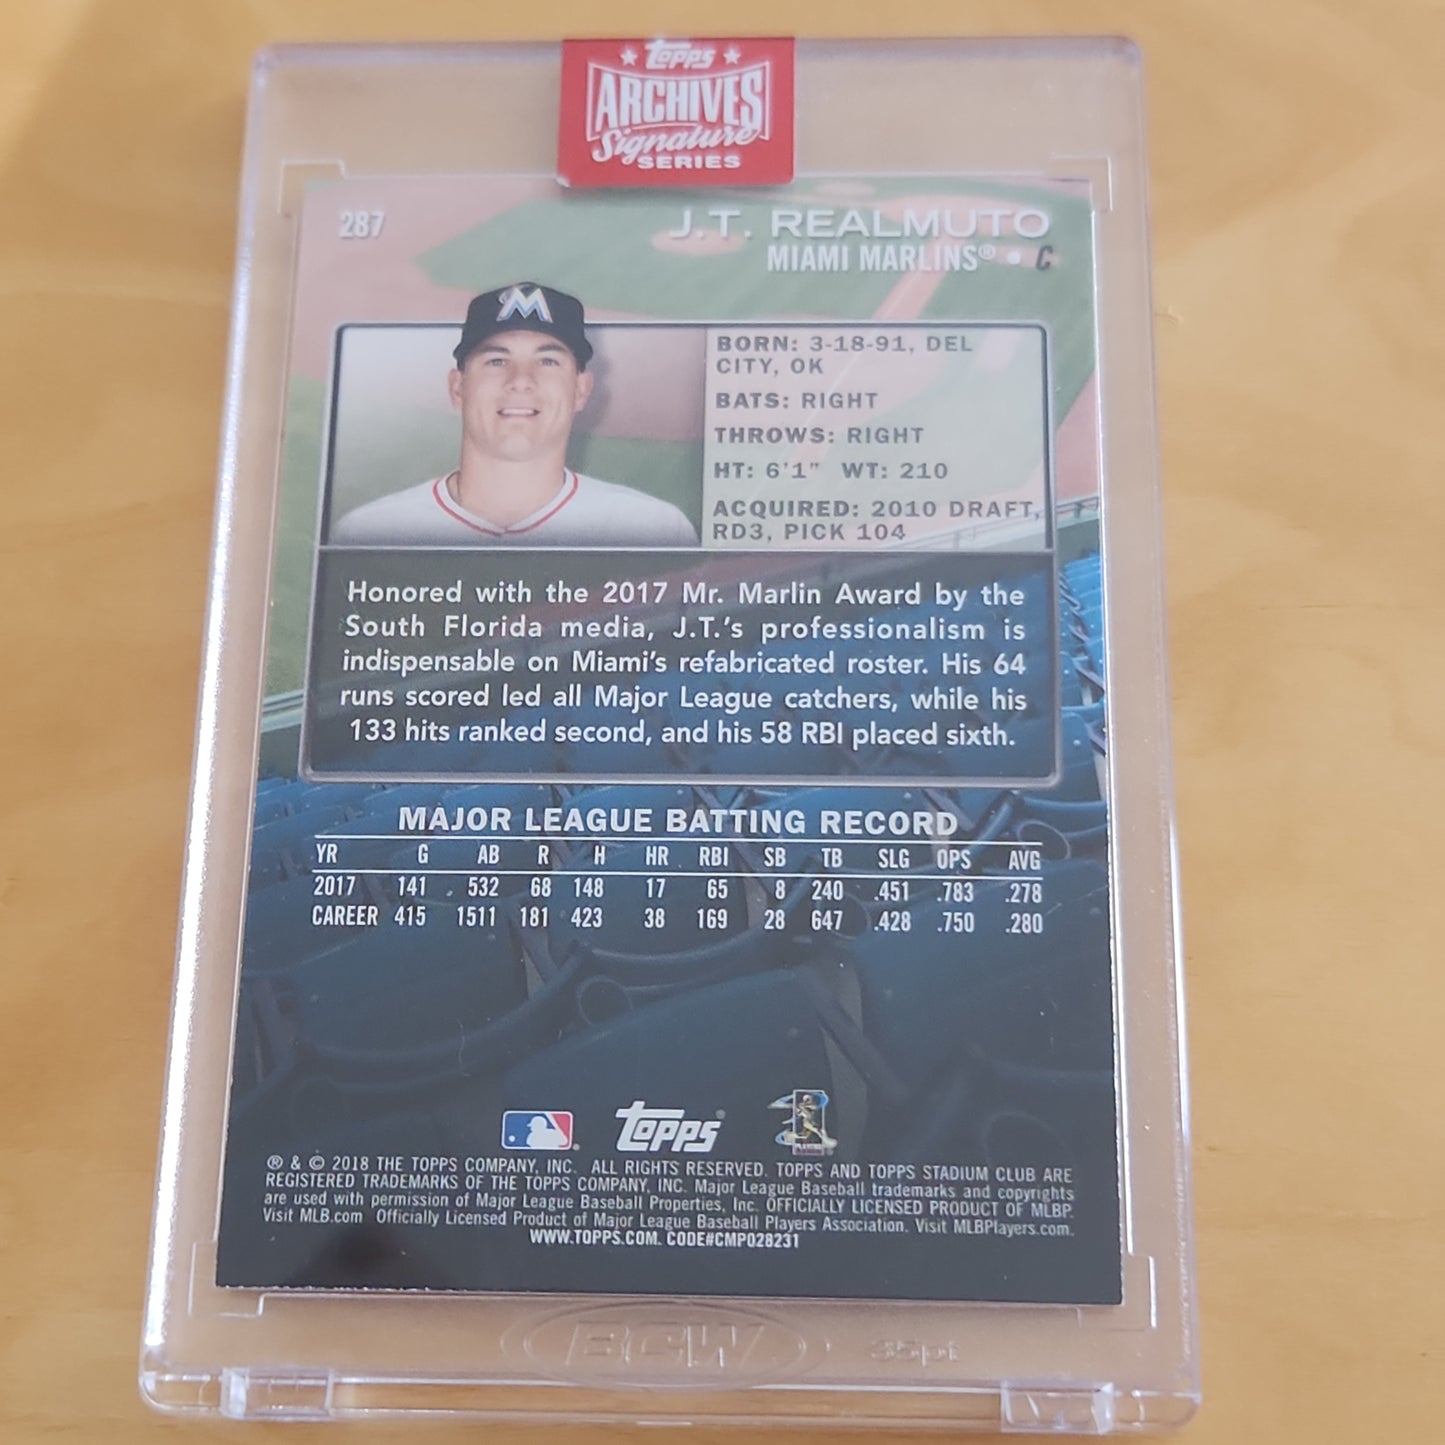 Topps
ARCHIVES
Signature
SERIES
287
J.T. REALMUTO
MIAMI MARLINS® • C
M
BORN: 3-18-91, DEL
CITY, OK
BATS: RIGHT
THROWS: RIGHT
HT: 6'1" WT: 210
ACQUIRED: 2010 DRAFT,
RD3, PICK 104
Honored with the 2017 Mr. Marlin Award by the
South Florida media, J.T.'s professionalism is
indispensable on Miami's refabricated roster. His 64
runs scored led all Major League catchers, while his
133 hits ranked second, and his 58 RBI placed sixth.
MAJOR LEAGUE BATTING RECORD
YR G AB R H HR RBI SB TB SLG OPS AVG
2017 141 532 68 148 17 65 8 240 .451 .783 .278
CAREER 415 1511 181 423 38 169 28 647 .428 .750 .280
Topps®
® & © 2018 THE TOPPS COMPANY, INC. ALL RIGHTS RESERVED. TOPPS AND TOPPS STADIUM CLUB ARE
REGISTERED TRADEMARKS OF THE TOPPS COMPANY, INC. Major League Baseball trademarks and copyrights
are used with permission of Major League Baseball Properties, Inc. OFFICIALLY LICENSED PRODUCT OF MLBP.
Visit MLB.com Officially Licensed Product of Major League Baseball Players Association. Visit MLBPlayers.com.
WWW.TOPPS.COM. CODE#CMP028231
BCW 35pt